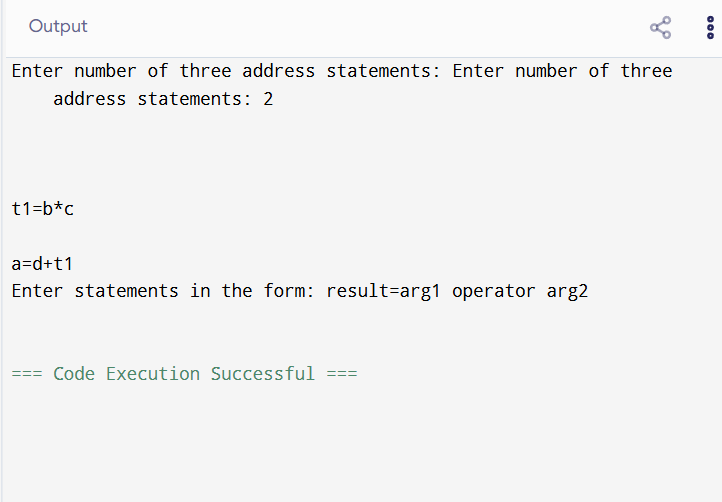 Output
Enter number of three address statements: Enter number of three
address statements: 2
t1=b*c
a=d+t1
Enter statements in the form: result=arg1 operator arg2
=== Code Execution Successful ===